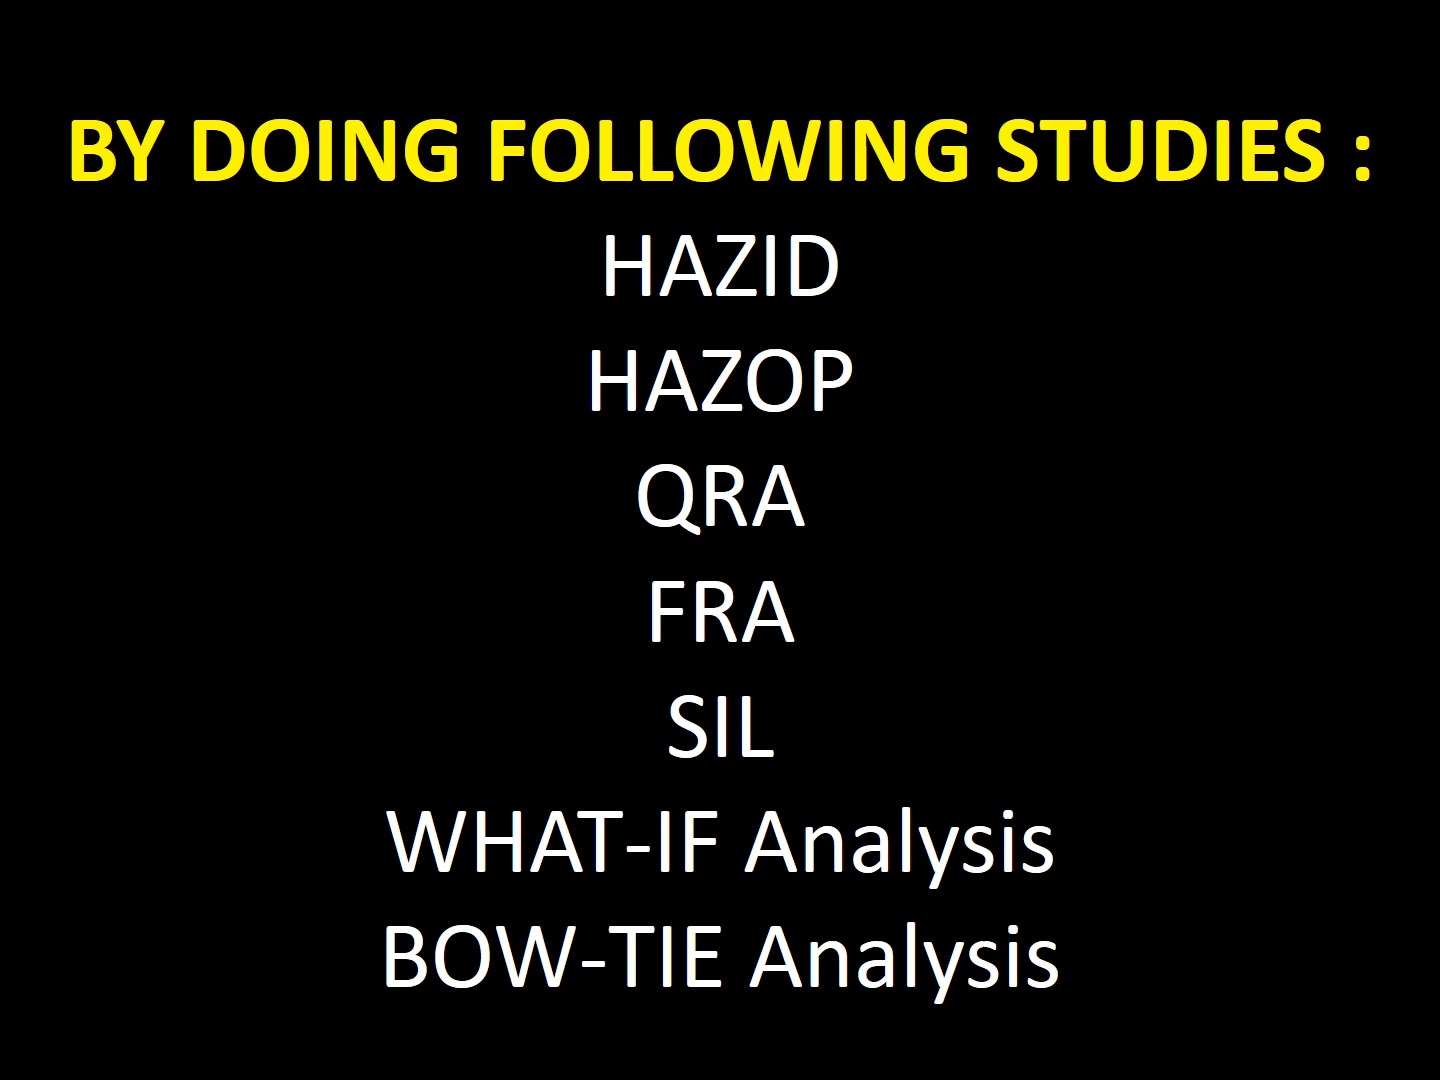 BY DOING FOLLOWING STUDIES :
HAZID
HAZOP
QRA
FRA
SIL
WHAT-IF Analysis
BOW-TIE Analysis